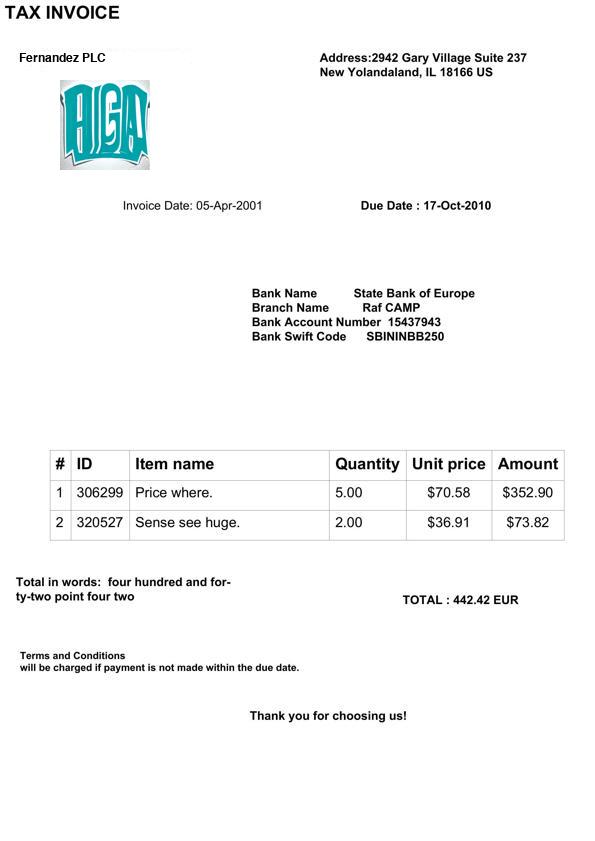 TAX INVOICE
Fernandez PLC
Address:2942 Gary Village Suite 237
New Yolandaland, IL 18166 US
HGA
Invoice Date: 05-Apr-2001
Due Date : 17-Oct-2010
Bank Name State Bank of Europe
Branch Name Raf CAMP
Bank Account Number 15437943
Bank Swift Code SBININBB250
# ID Item name Quantity Unit price Amount
1 306299 Price where. 5.00 $70.58 $352.90
2 320527 Sense see huge. 2.00 $36.91 $73.82
Total in words: four hundred and for-
ty-two point four two
TOTAL : 442.42 EUR
Terms and Conditions
will be charged if payment is not made within the due date.
Thank you for choosing us!